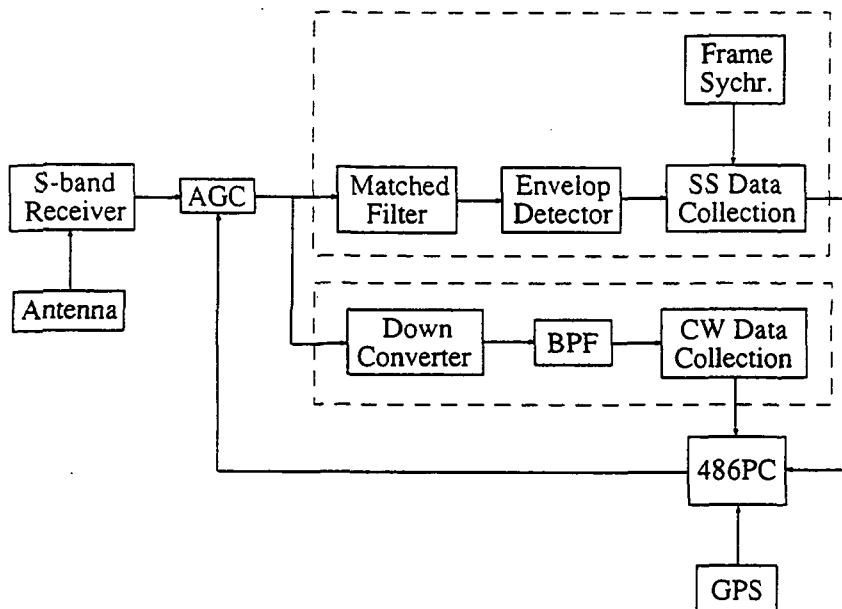 Frame
Sychr.
S-band
Receiver
AGC
Matched
Filter
Envelop
Detector
SS Data
Collection
Antenna
Down
Converter
BPF
CW Data
Collection
486PC
GPS